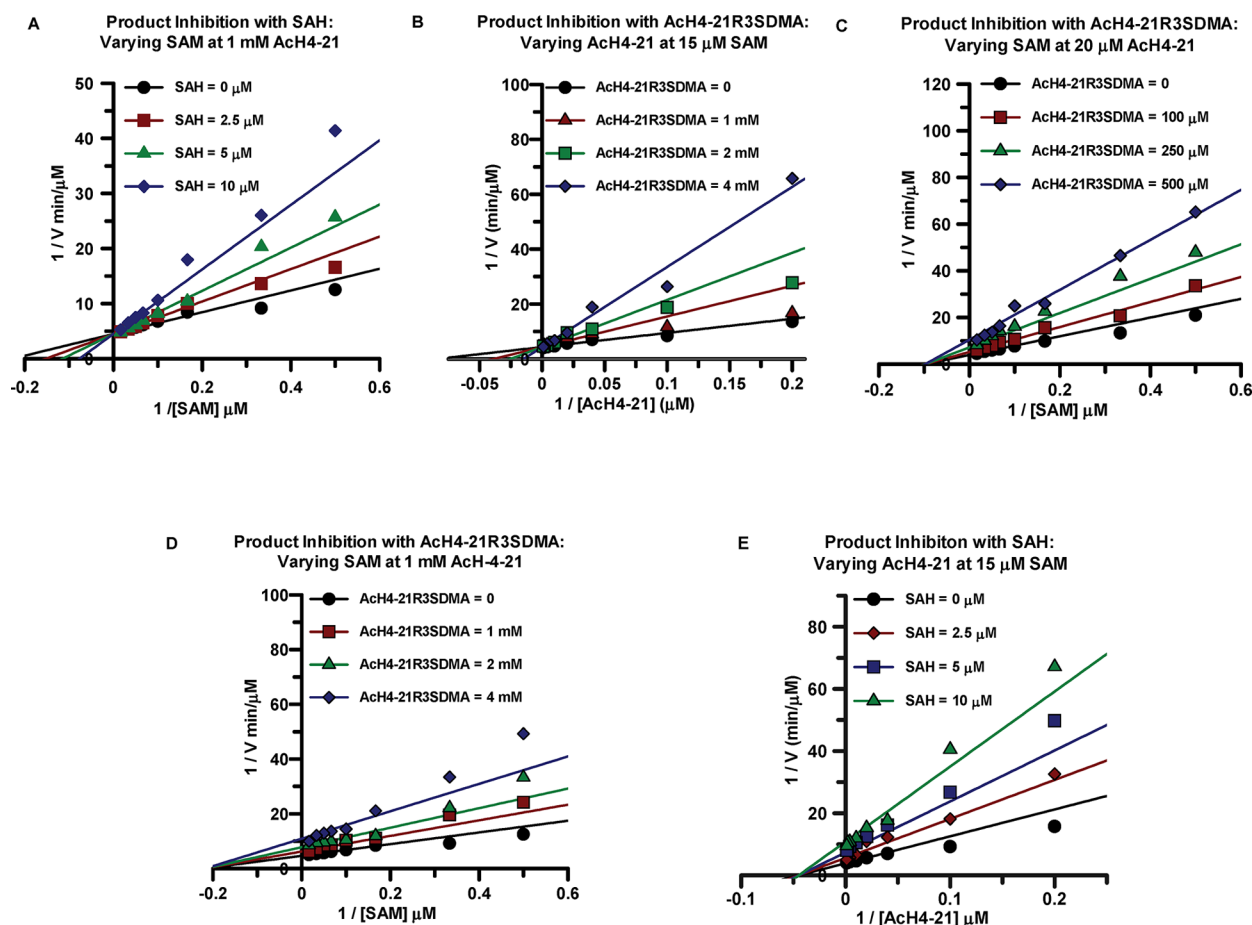 A
Product Inhibition with SAH:
Varying SAM at 1 mM AcH4-21
SAH = 0 μM
SAH = 2.5 μM
SAH = 5 μM
SAH = 10 μM
1 / V min/μM
50
40
30
20
10
0
-0.2
0
0.2
0.4
0.6
1 /[SAM] μM
B
Product Inhibition with AcH4-21R3SDMA:
Varying AcH4-21 at 15 μM SAM
AcH4-21R3SDMA = 0
AcH4-21R3SDMA = 1 mM
AcH4-21R3SDMA = 2 mM
AcH4-21R3SDMA = 4 mM
1 / V (min/μM)
100
80
60
40
20
0
-0.05
0
0.05
0.1
0.15
0.2
1 / [AcH4-21] (μM)
C
Product Inhibition with AcH4-21R3SDMA:
Varying SAM at 20 μM AcH4-21
AcH4-21R3SDMA = 0
AcH4-21R3SDMA = 100 μM
AcH4-21R3SDMA = 250 μM
AcH4-21R3SDMA = 500 μM
1 / V min/μM
120
100
80
60
40
20
0
-0.2
0
0.2
0.4
0.6
1 / [SAM] μM
D
Product Inhibition with AcH4-21R3SDMA:
Varying SAM at 1 mM AcH-4-21
AcH4-21R3SDMA = 0
AcH4-21R3SDMA = 1 mM
AcH4-21R3SDMA = 2 mM
AcH4-21R3SDMA = 4 mM
1 / V min/μM
100
80
60
40
20
0
-0.2
0
0.2
0.4
0.6
1 / [SAM] μM
E
Product Inhibiton with SAH:
Varying AcH4-21 at 15 μM SAM
SAH = 0 μM
SAH = 2.5 μM
SAH = 5 μM
SAH = 10 μM
1 / V (min/μM)
80
60
40
20
0
-0.1
0
0.1
0.2
1 / [AcH4-21] μM